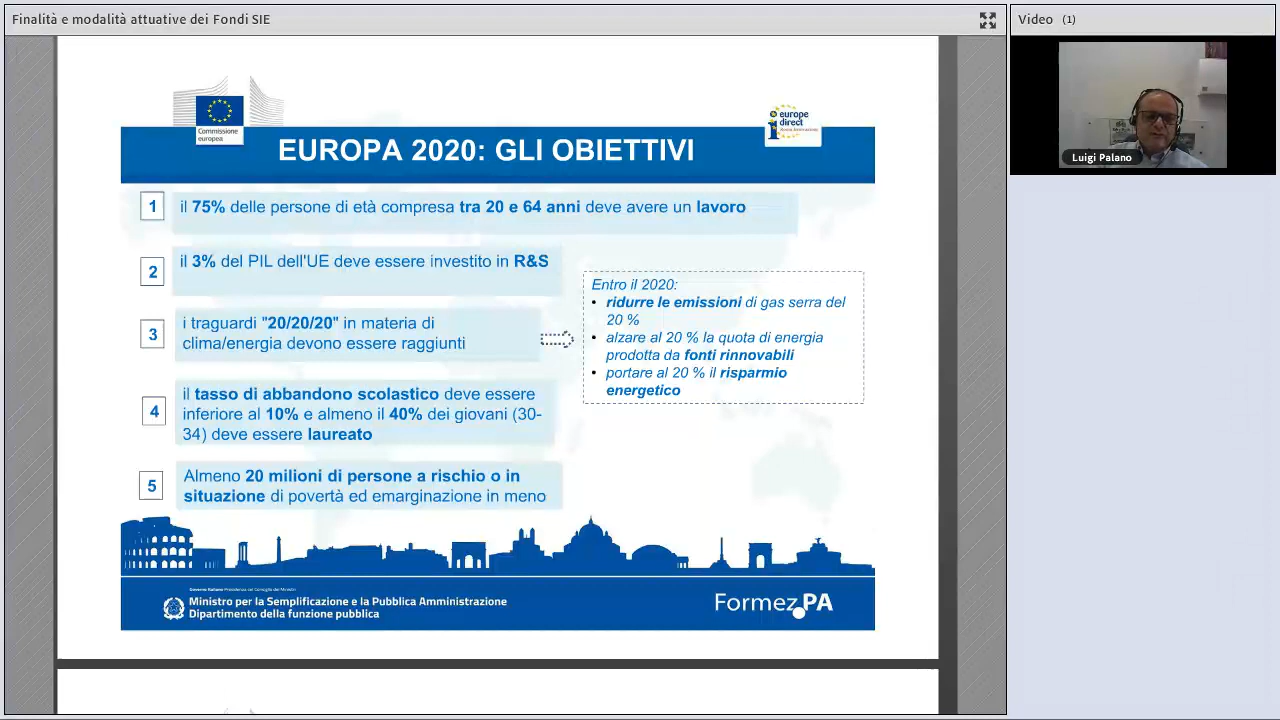 Finalità e modalità attuative dei Fondi SIE
Video (1)
Luigi Palano
Commissione
europea
europe
direct
EUROPA 2020: GLI OBIETTIVI
1
il 75% delle persone di età compresa tra 20 e 64 anni deve avere un lavoro
2
il 3% del PIL dell'UE deve essere investito in R&S
3
i traguardi "20/20/20" in materia di
clima/energia devono essere raggiunti
Entro il 2020:
• ridurre le emissioni di gas serra del
20 %
• alzare al 20 % la quota di energia
prodotta da fonti rinnovabili
• portare al 20 % il risparmio
energetico
4
il tasso di abbandono scolastico deve essere
inferiore al 10% e almeno il 40% dei giovani (30-
34) deve essere laureato
5
Almeno 20 milioni di persone a rischio o in
situazione di povertà ed emarginazione in meno
Ministro per la Semplificazione e la Pubblica Amministrazione
Dipartimento della funzione pubblica
FormezPA